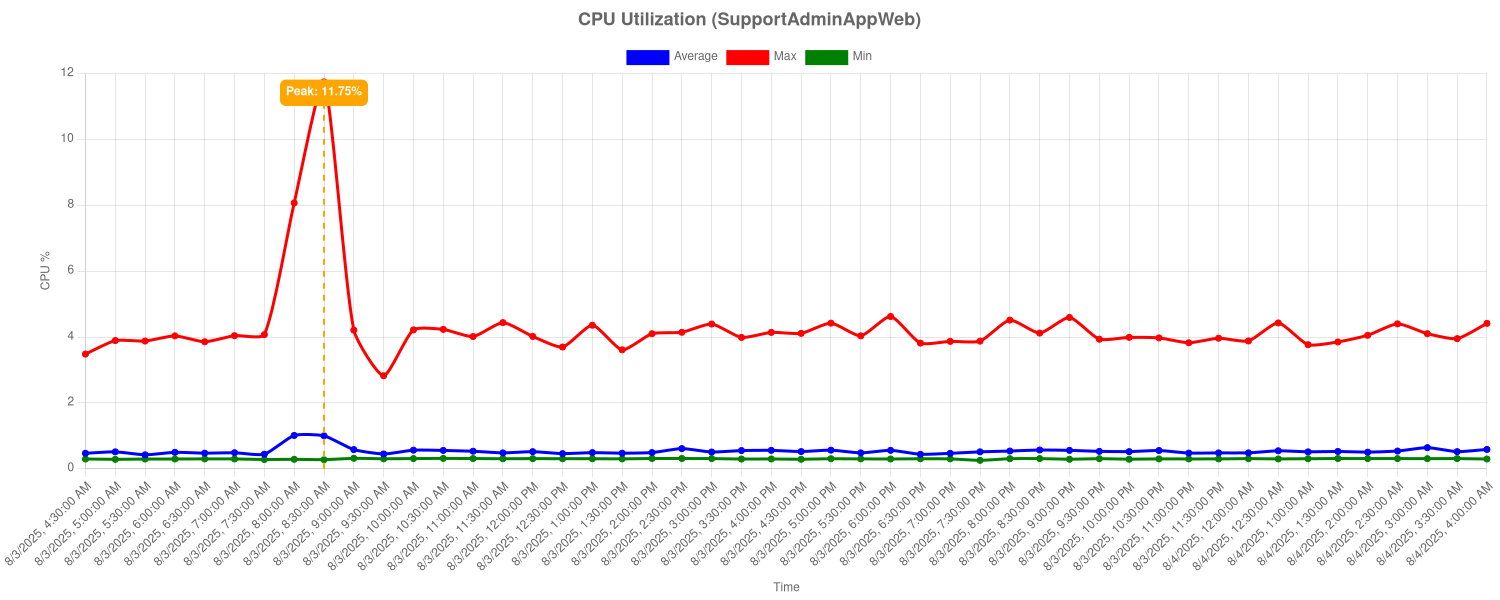 CPU Utilization (SupportAdminAppWeb)
Average Max Min
Peak: 11.75%
12
10
8
6
4
2
0
CPU %
8/3/2025, 4:30:00 AM
8/3/2025, 5:00:00 AM
8/3/2025, 5:30:00 AM
8/3/2025, 6:00:00 AM
8/3/2025, 6:30:00 AM
8/3/2025, 7:00:00 AM
8/3/2025, 7:30:00 AM
8/3/2025, 8:00:00 AM
8/3/2025, 8:30:00 AM
8/3/2025, 9:00:00 AM
8/3/2025, 9:30:00 AM
8/3/2025, 10:00:00 AM
8/3/2025, 10:30:00 AM
8/3/2025, 11:00:00 AM
8/3/2025, 11:30:00 AM
8/3/2025, 12:00:00 PM
8/3/2025, 12:30:00 PM
8/3/2025, 1:00:00 PM
8/3/2025, 1:30:00 PM
8/3/2025, 2:00:00 PM
8/3/2025, 2:30:00 PM
8/3/2025, 3:00:00 PM
8/3/2025, 3:30:00 PM
8/3/2025, 4:00:00 PM
8/3/2025, 4:30:00 PM
8/3/2025, 5:00:00 PM
8/3/2025, 5:30:00 PM
8/3/2025, 6:00:00 PM
8/3/2025, 6:30:00 PM
8/3/2025, 7:00:00 PM
8/3/2025, 7:30:00 PM
8/3/2025, 8:00:00 PM
8/3/2025, 8:30:00 PM
8/3/2025, 9:00:00 PM
8/3/2025, 9:30:00 PM
8/3/2025, 10:00:00 PM
8/3/2025, 10:30:00 PM
8/3/2025, 11:00:00 PM
8/3/2025, 11:30:00 PM
8/4/2025, 12:00:00 AM
8/4/2025, 12:30:00 AM
8/4/2025, 1:00:00 AM
8/4/2025, 1:30:00 AM
8/4/2025, 2:00:00 AM
8/4/2025, 2:30:00 AM
8/4/2025, 3:00:00 AM
8/4/2025, 3:30:00 AM
8/4/2025, 4:00:00 AM
Time